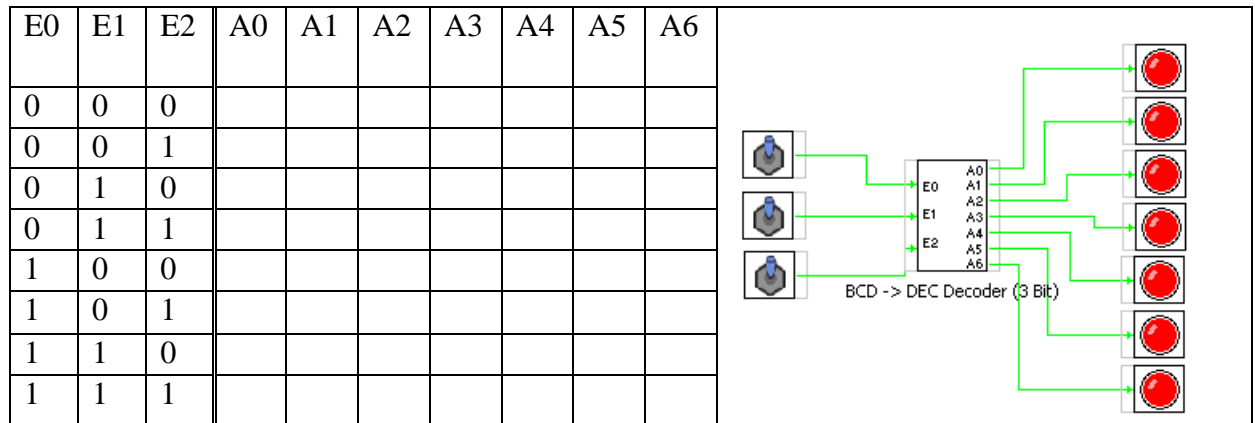 E0 E1 E2 A0 A1 A2 A3 A4 A5 A6
0 0 0
0 0 1
0 1 0
0 1 1
1 0 0
1 0 1
1 1 0
1 1 1
E0
E1
E2
A0
A1
A2
A3
A4
A5
A6
BCD -> DEC Decoder (3 Bit)